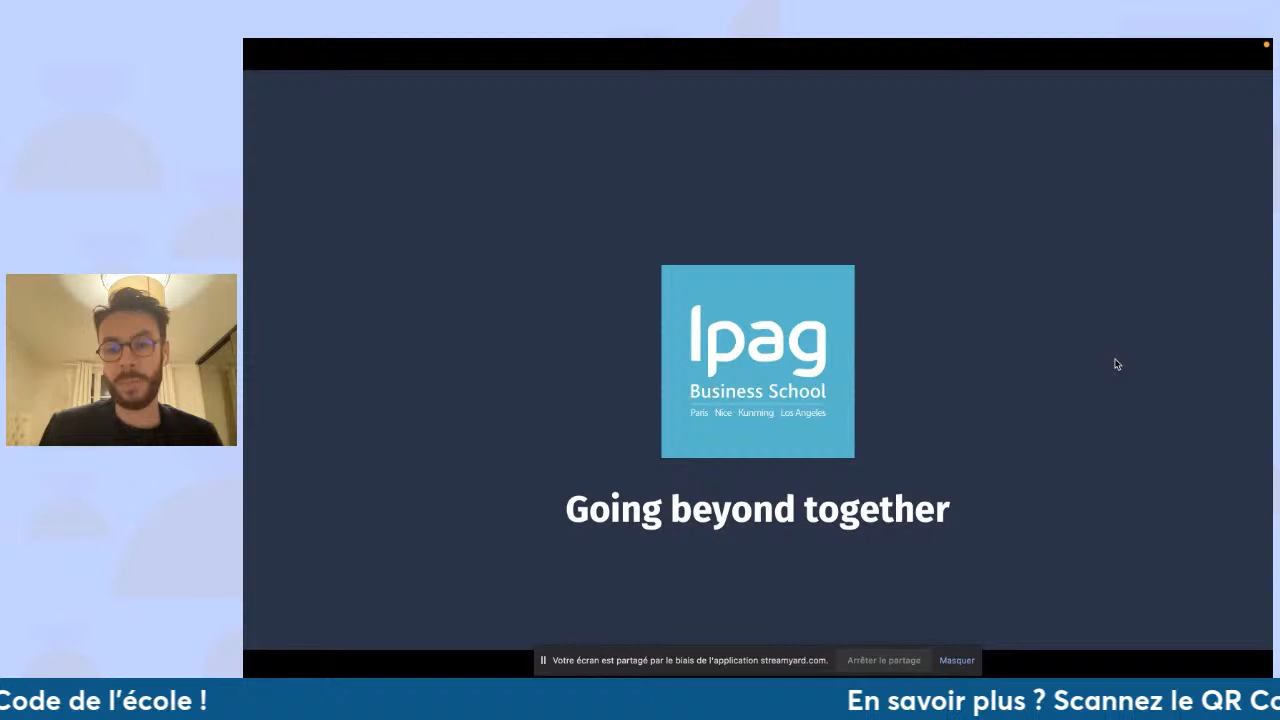 Ipag
Business School
Paris Nice Kunming Los Angeles
Going beyond together
Votre écran est partagé par le biais de l'application streamyard.com. Arrêter le partage Masquer
Code de l'école ! En savoir plus ? Scannez le QR Co